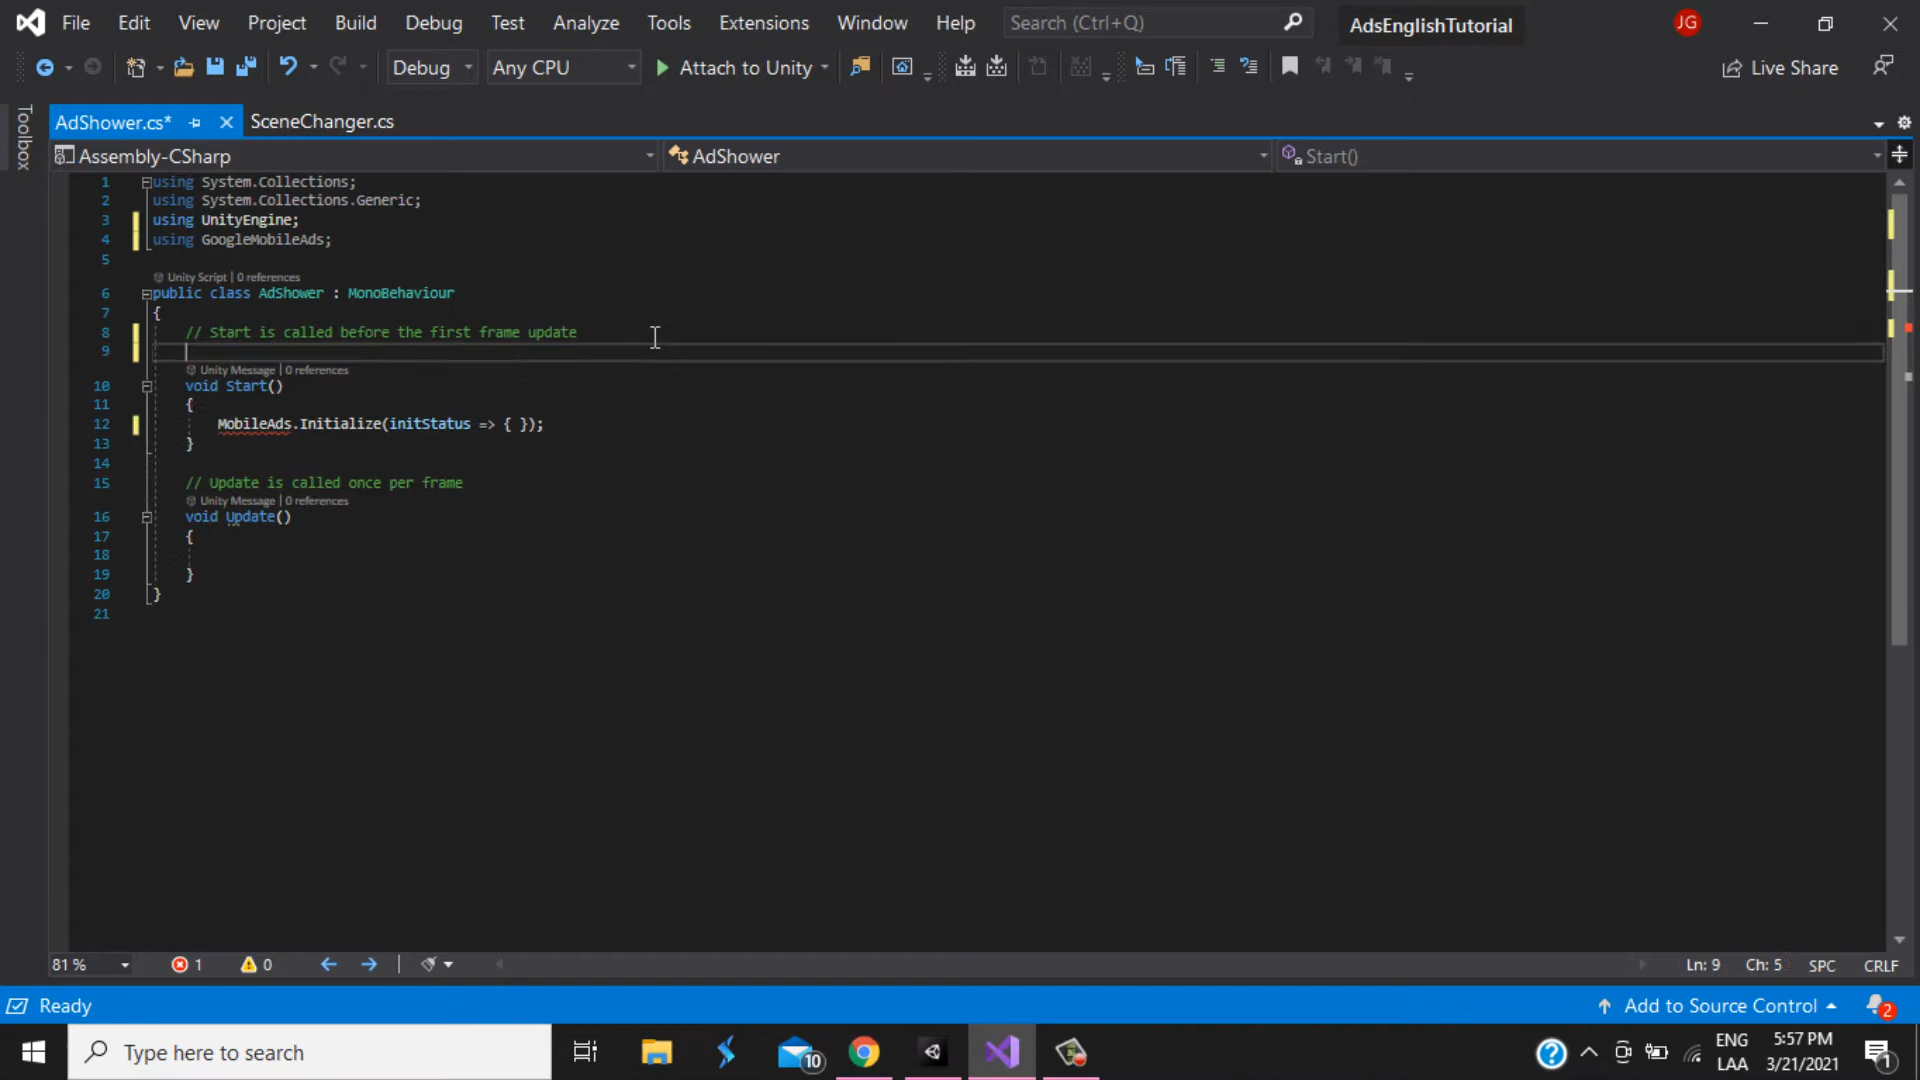 File Edit View Project Build Debug Test Analyze Tools Extensions Window Help Search (Ctrl+Q) AdsEnglishTutorial JG
Debug Any CPU Attach to Unity Live Share
Toolbox
AdShower.cs* SceneChanger.cs
Assembly-CSharp AdShower Start()
1 using System.Collections;
2 using System.Collections.Generic;
3 using UnityEngine;
4 using GoogleMobileAds;
5
Unity Script | 0 references
6 public class AdShower : MonoBehaviour
7 {
8 // Start is called before the first frame update
9
Unity Message | 0 references
10 void Start()
11 {
12 MobileAds.Initialize(initStatus => { });
13 }
14
15 // Update is called once per frame
Unity Message | 0 references
16 void Update()
17 {
18
19 }
20 }
21
81 % 1 0 Ln: 9 Ch: 5 SPC CRLF
Ready Add to Source Control 2
Type here to search 10 ENG 5:57 PM
LAA 3/21/2021 1